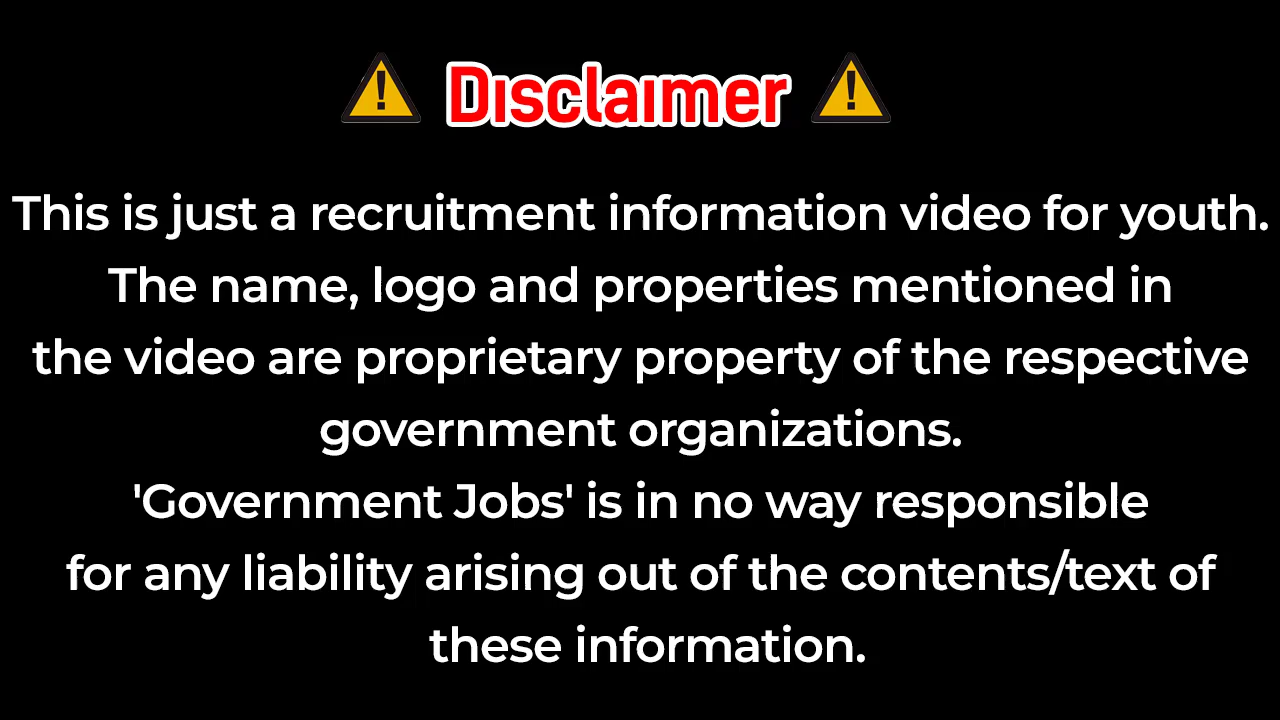 Disclaimer
This is just a recruitment information video for youth.
The name, logo and properties mentioned in
the video are proprietary property of the respective
government organizations.
'Government Jobs' is in no way responsible
for any liability arising out of the contents/text of
these information.